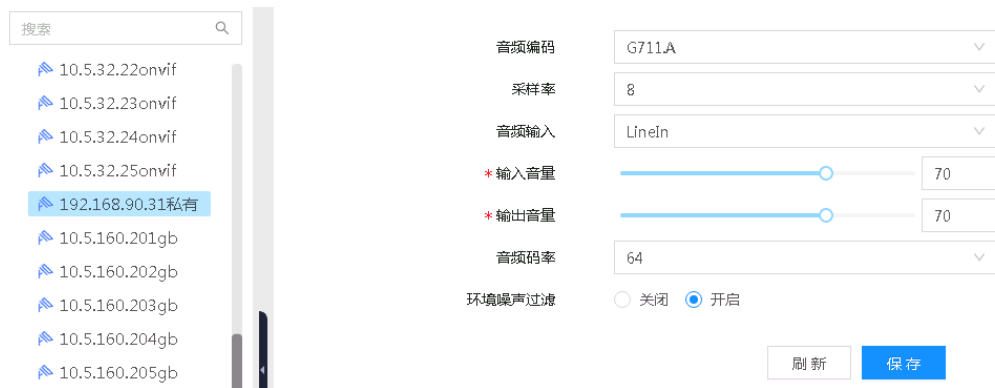 搜索
10.5.32.22onvif
10.5.32.23onvif
10.5.32.24onvif
10.5.32.25onvif
192.168.90.31私有
10.5.160.201gb
10.5.160.202gb
10.5.160.203gb
10.5.160.204gb
10.5.160.205gb
音频编码 G711.A
采样率 8
音频输入 LineIn
*输入音量 70
*输出音量 70
音频码率 64
环境噪声过滤 关闭 开启
刷新 保存